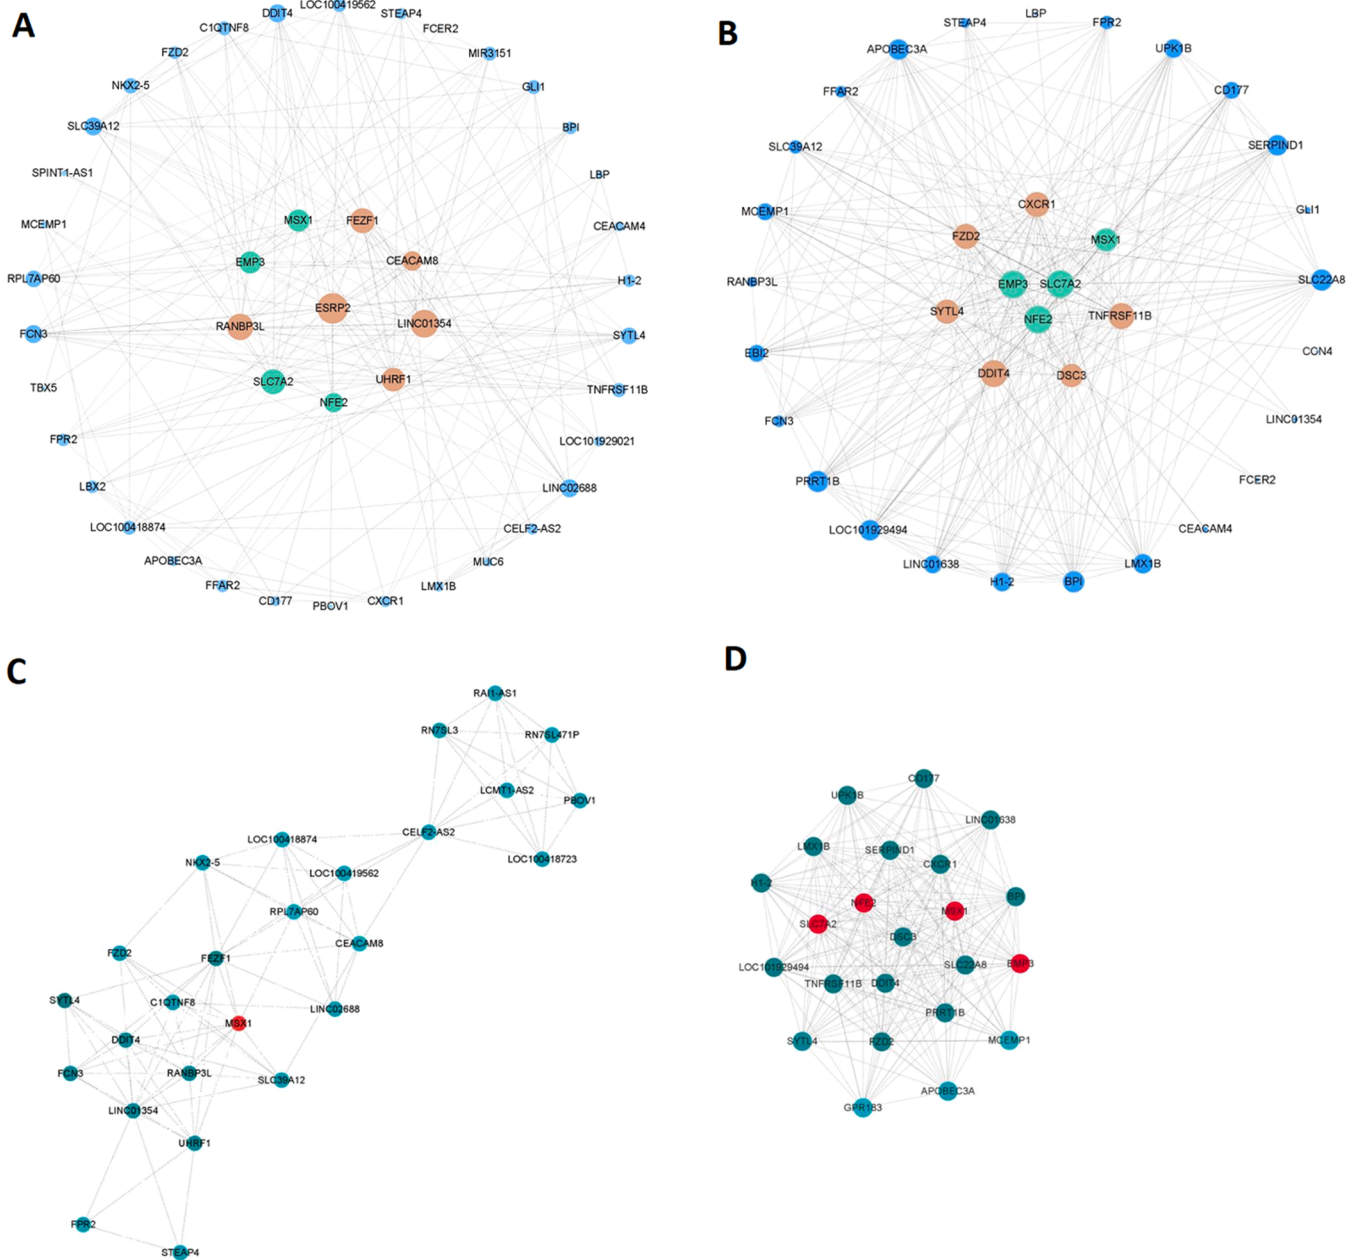 A
LOC100419562
DDIT4
STEAP4
C1QTNF8
FCER2
FZD2
MIR3151
NKX2-5
GLI1
SLC39A12
BPI
SPINT1-AS1
LBP
MCEMP1
MSX1
FEZF1
CEACAM4
EMP3
CEACAM8
RPL7AP60
H1-2
ESRP2
RANBP3L
LINC01354
FCN3
SYTL4
SLC7A2
UHRF1
TBX5
TNFRSF11B
NFE2
FPR2
LOC101929021
LBX2
LINC02688
LOC100418874
CELF2-AS2
APOBEC3A
MUC6
FFAR2
LMX1B
CD177
PBOV1
CXCR1
B
LBP
STEAP4
FPR2
APOBEC3A
UPK1B
FFAR2
CD177
SLC39A12
SERPIND1
MCEMP1
CXCR1
GLI1
FZD2
MSX1
RANBP3L
EMP3
SLC7A2
SLC22A8
SYTL4
NFE2
TNFRSF11B
EBI2
CON4
DDIT4
DSC3
FCN3
LINC01354
PRRT1B
FCER2
LOC101929494
CEACAM4
LINC01638
LMX1B
H1-2
BPI
C
RAI1-AS1
RN7SL3
RN7SL471P
LCMT1-AS2
PBOV1
CELF2-AS2
LOC100418874
LOC100418723
NKX2-5
LOC100419562
RPL7AP60
CEACAM8
FZD2
FEZF1
SYTL4
C1QTNF8
LINC02688
MSX1
DDIT4
FCN3
RANBP3L
SLC39A12
LINC01354
UHRF1
FPR2
STEAP4
D
CD177
UPK1B
LINC01638
LMX1B
SERPIND1
CXCR1
H1-2
BPI
NFE2
MSX1
SLC7A2
DSC3
LOC101929494
SLC22A8
EMP3
TNFRSF11B
DDIT4
PRRT1B
SYTL4
FZD2
MCEMP1
APOBEC3A
GPR183